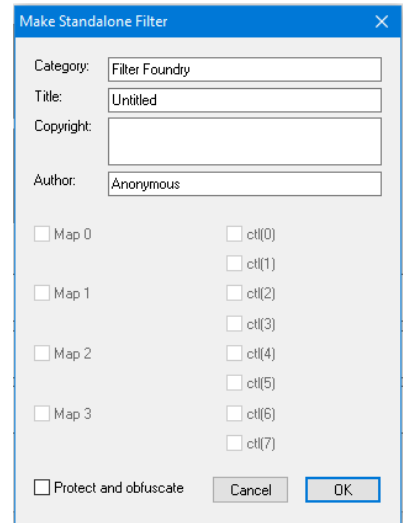 Make Standalone Filter
Category: Filter Foundry
Title: Untitled
Copyright:
Author: Anonymous
Map 0 ctl(0)
ctl(1)
Map 1 ctl(2)
ctl(3)
Map 2 ctl(4)
ctl(5)
Map 3 ctl(6)
ctl(7)
Protect and obfuscate Cancel OK